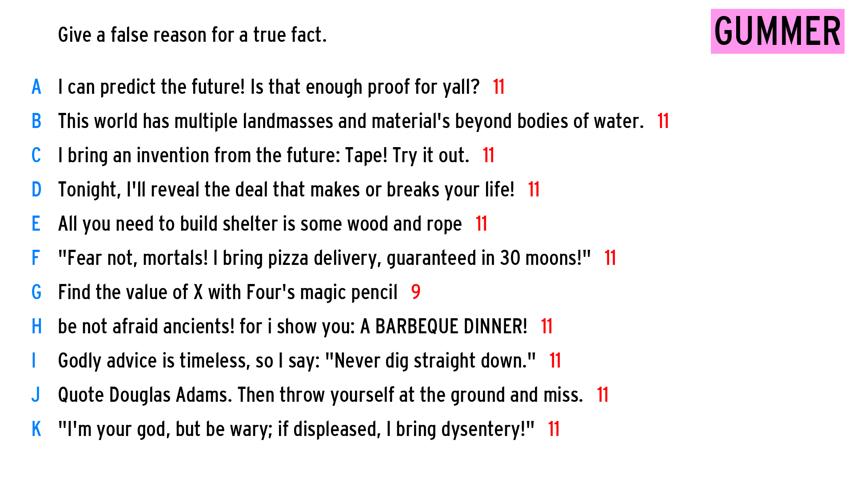 Give a false reason for a true fact.
GUMMER
A I can predict the future! Is that enough proof for yall? 11
B This world has multiple landmasses and material's beyond bodies of water. 11
C I bring an invention from the future: Tape! Try it out. 11
D Tonight, I'll reveal the deal that makes or breaks your life! 11
E All you need to build shelter is some wood and rope 11
F "Fear not, mortals! I bring pizza delivery, guaranteed in 30 moons!" 11
G Find the value of X with Four's magic pencil 9
H be not afraid ancients! for i show you: A BARBEQUE DINNER! 11
I Godly advice is timeless, so I say: "Never dig straight down." 11
J Quote Douglas Adams. Then throw yourself at the ground and miss. 11
K "I'm your god, but be wary; if displeased, I bring dysentery!" 11